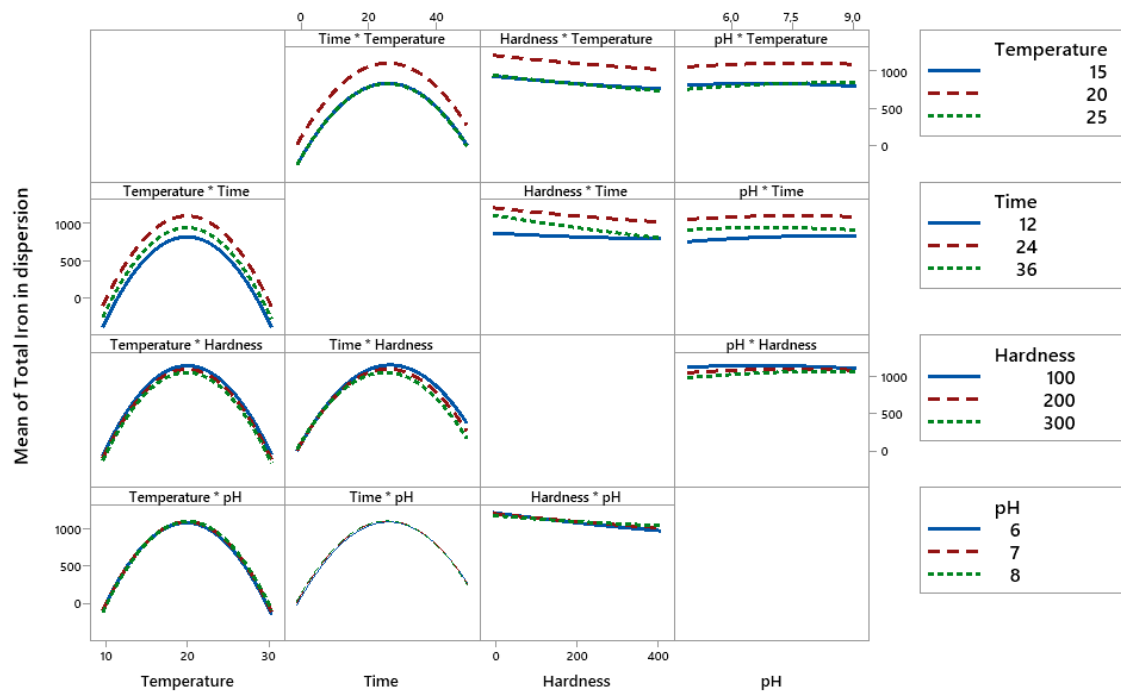 0 20 40
6,0 7,5 9,0
Time * Temperature
Hardness * Temperature
pH * Temperature
1000
500
0
Temperature
15
20
25
Temperature * Time
Hardness * Time
pH * Time
1000
500
0
Time
12
24
36
Temperature * Hardness
Time * Hardness
pH * Hardness
1000
500
0
Hardness
100
200
300
Temperature * pH
Time * pH
Hardness * pH
1000
500
0
pH
6
7
8
Mean of Total Iron in dispersion
10 20 30
0 200 400
Temperature
Time
Hardness
pH